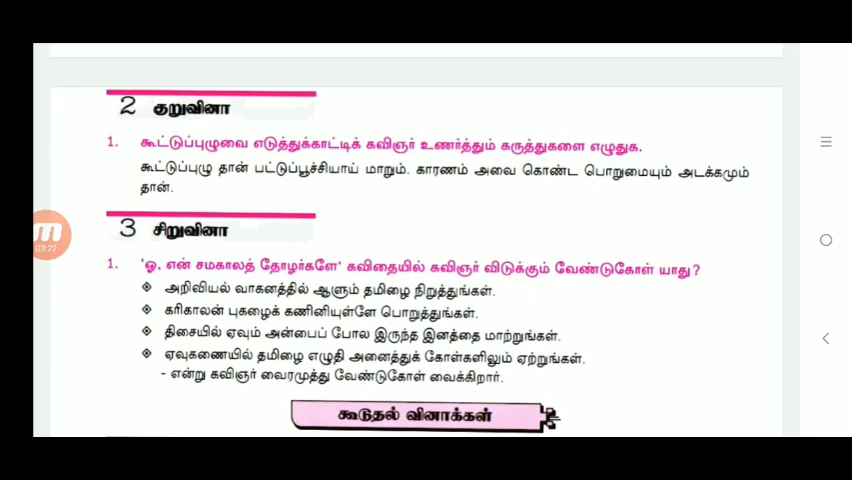 2 குறுவினா
1. கூட்டுப்புழுவை எடுத்துக்காட்டிக் கவிஞர் உணர்த்தும் கருத்துகளை எழுதுக.
கூட்டுப்புழு தான் பட்டுப்பூச்சியாய் மாறும். காரணம் அவை கொண்ட பொறுமையும் அடக்கமும்
தான்.
3 சிறுவினா
1. 'ஓ, என் சமகாலத் தோழர்களே' கவிதையில் கவிஞர் விடுக்கும் வேண்டுகோள் யாது?
❖ அறிவியல் வாகனத்தில் ஆளும் தமிழை நிறுத்துங்கள்.
❖ கரிகாலன் புகழைக் கணினியுள்ளே பொறுத்துங்கள்.
❖ திசையில் ஏவும் அன்பைப் போல இருந்த இனத்தை மாற்றுங்கள்.
❖ ஏவுகணையில் தமிழை எழுதி அனைத்துக் கோள்களிலும் ஏற்றுங்கள்.
- என்று கவிஞர் வைரமுத்து வேண்டுகோள் வைக்கிறார்.
கூடுதல் வினாக்கள்
03:22